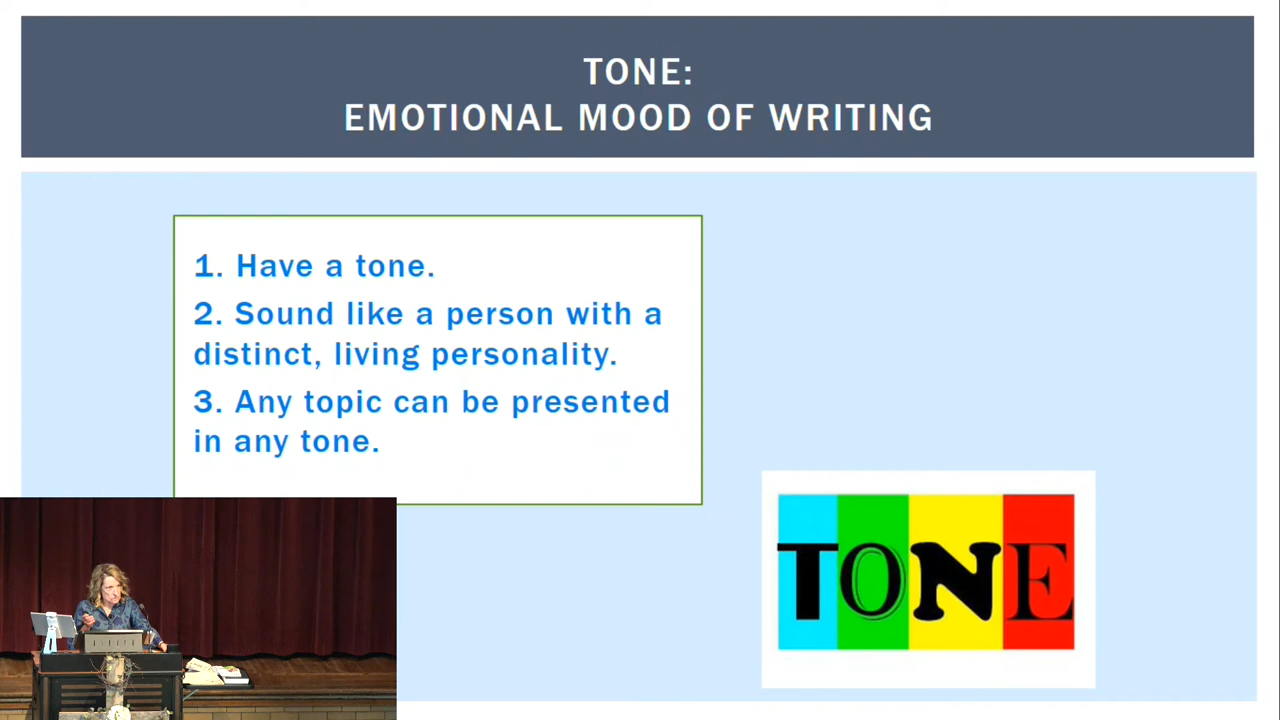 TONE:
EMOTIONAL MOOD OF WRITING
1. Have a tone.
2. Sound like a person with a
distinct, living personality.
3. Any topic can be presented
in any tone.
TONE